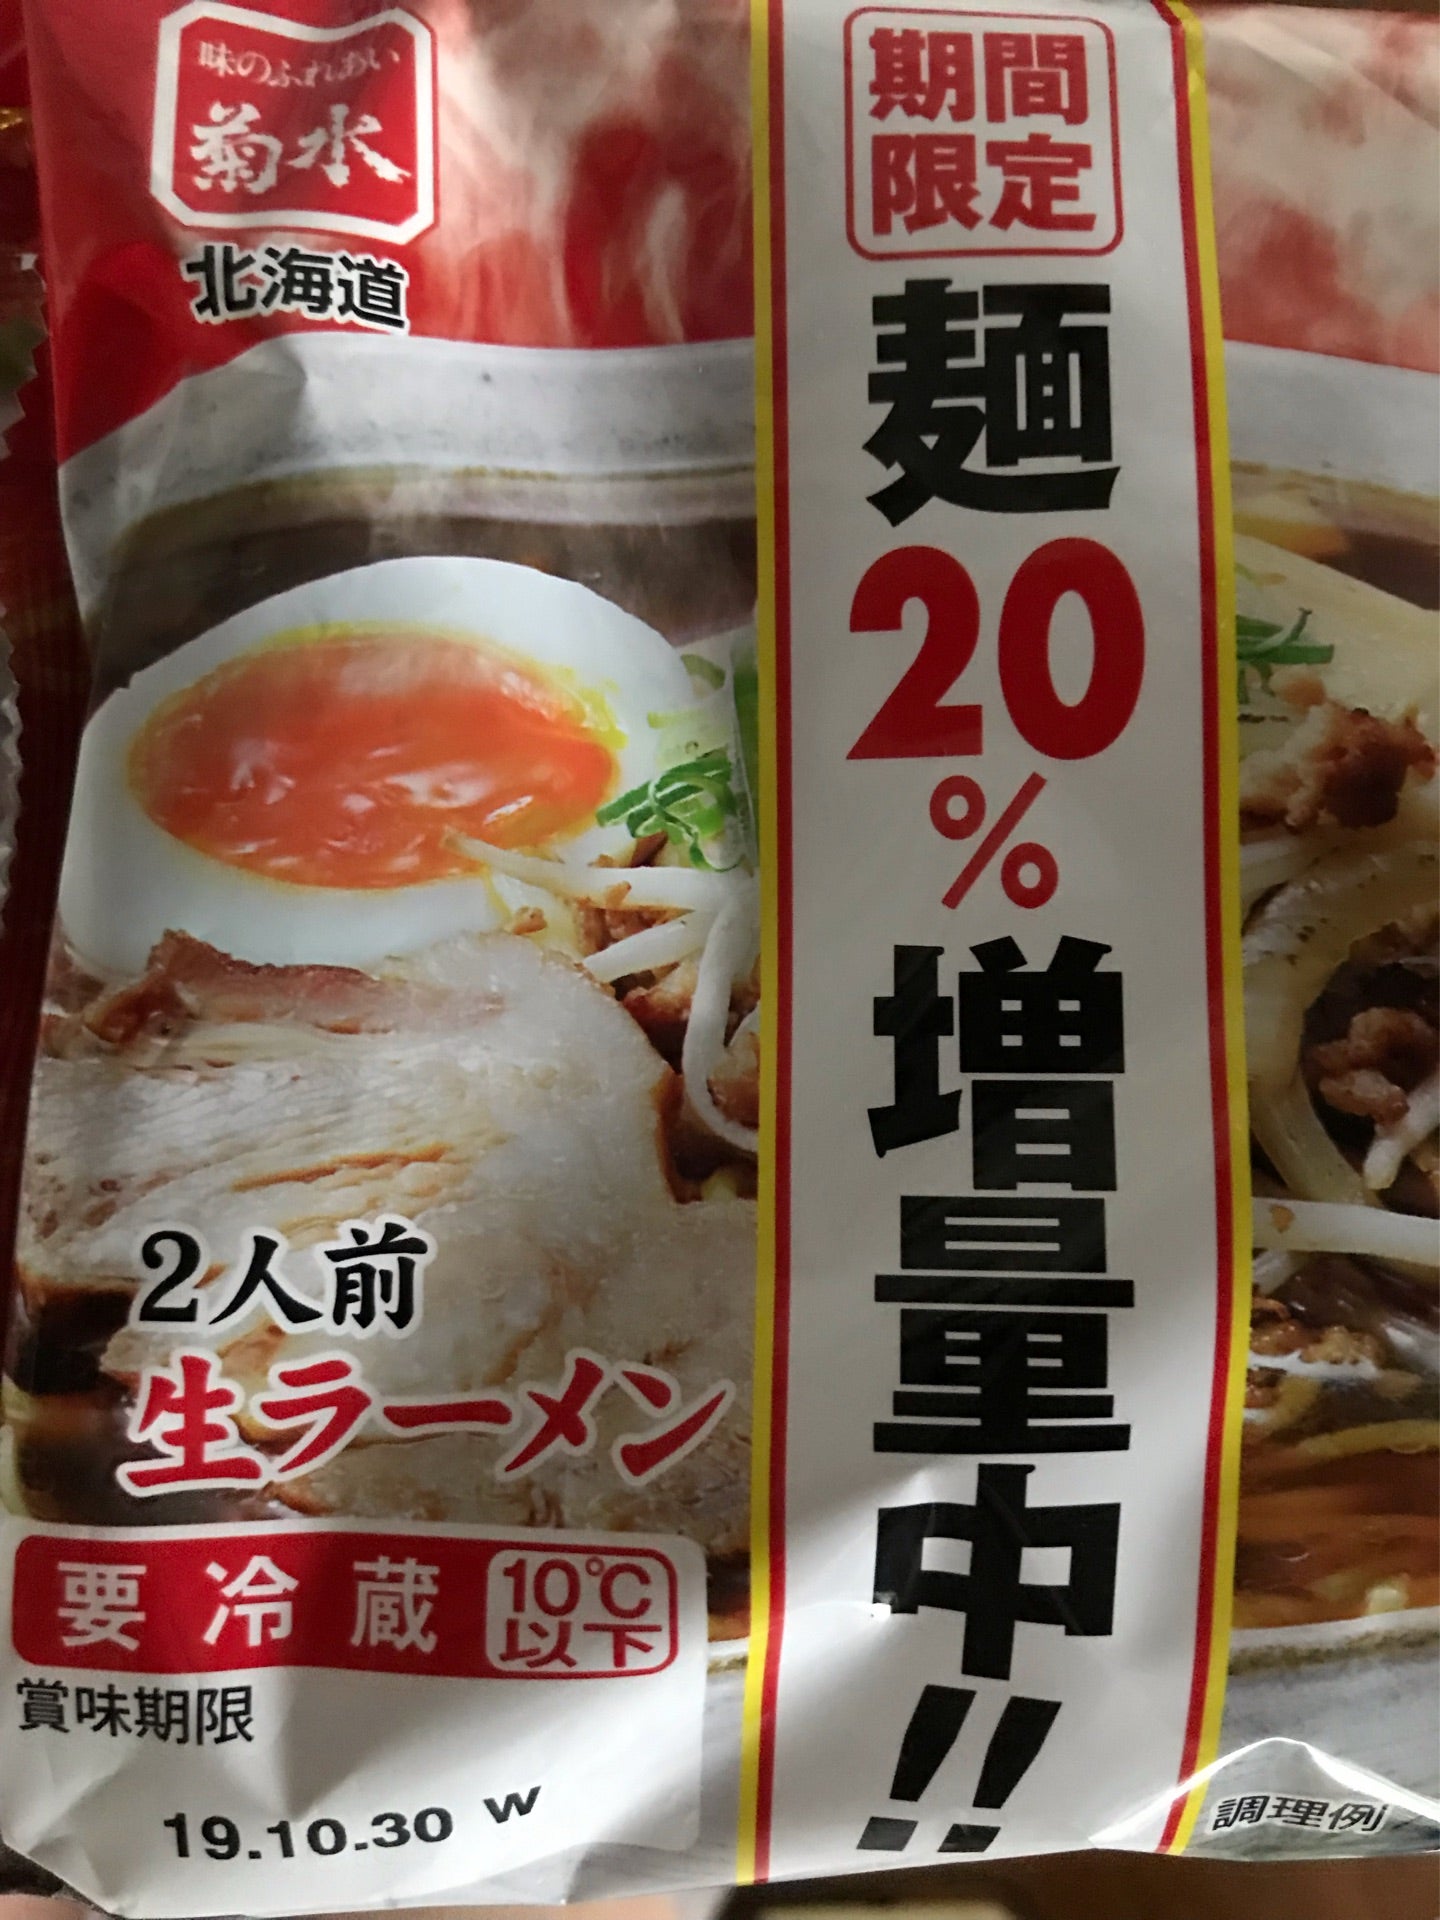 味のふれあい
菊水
北海道
期間
限定
麺20%増量中!!
2人前
生ラーメン
要冷蔵
10℃
以下
賞味期限
19.10.30 W
調理例